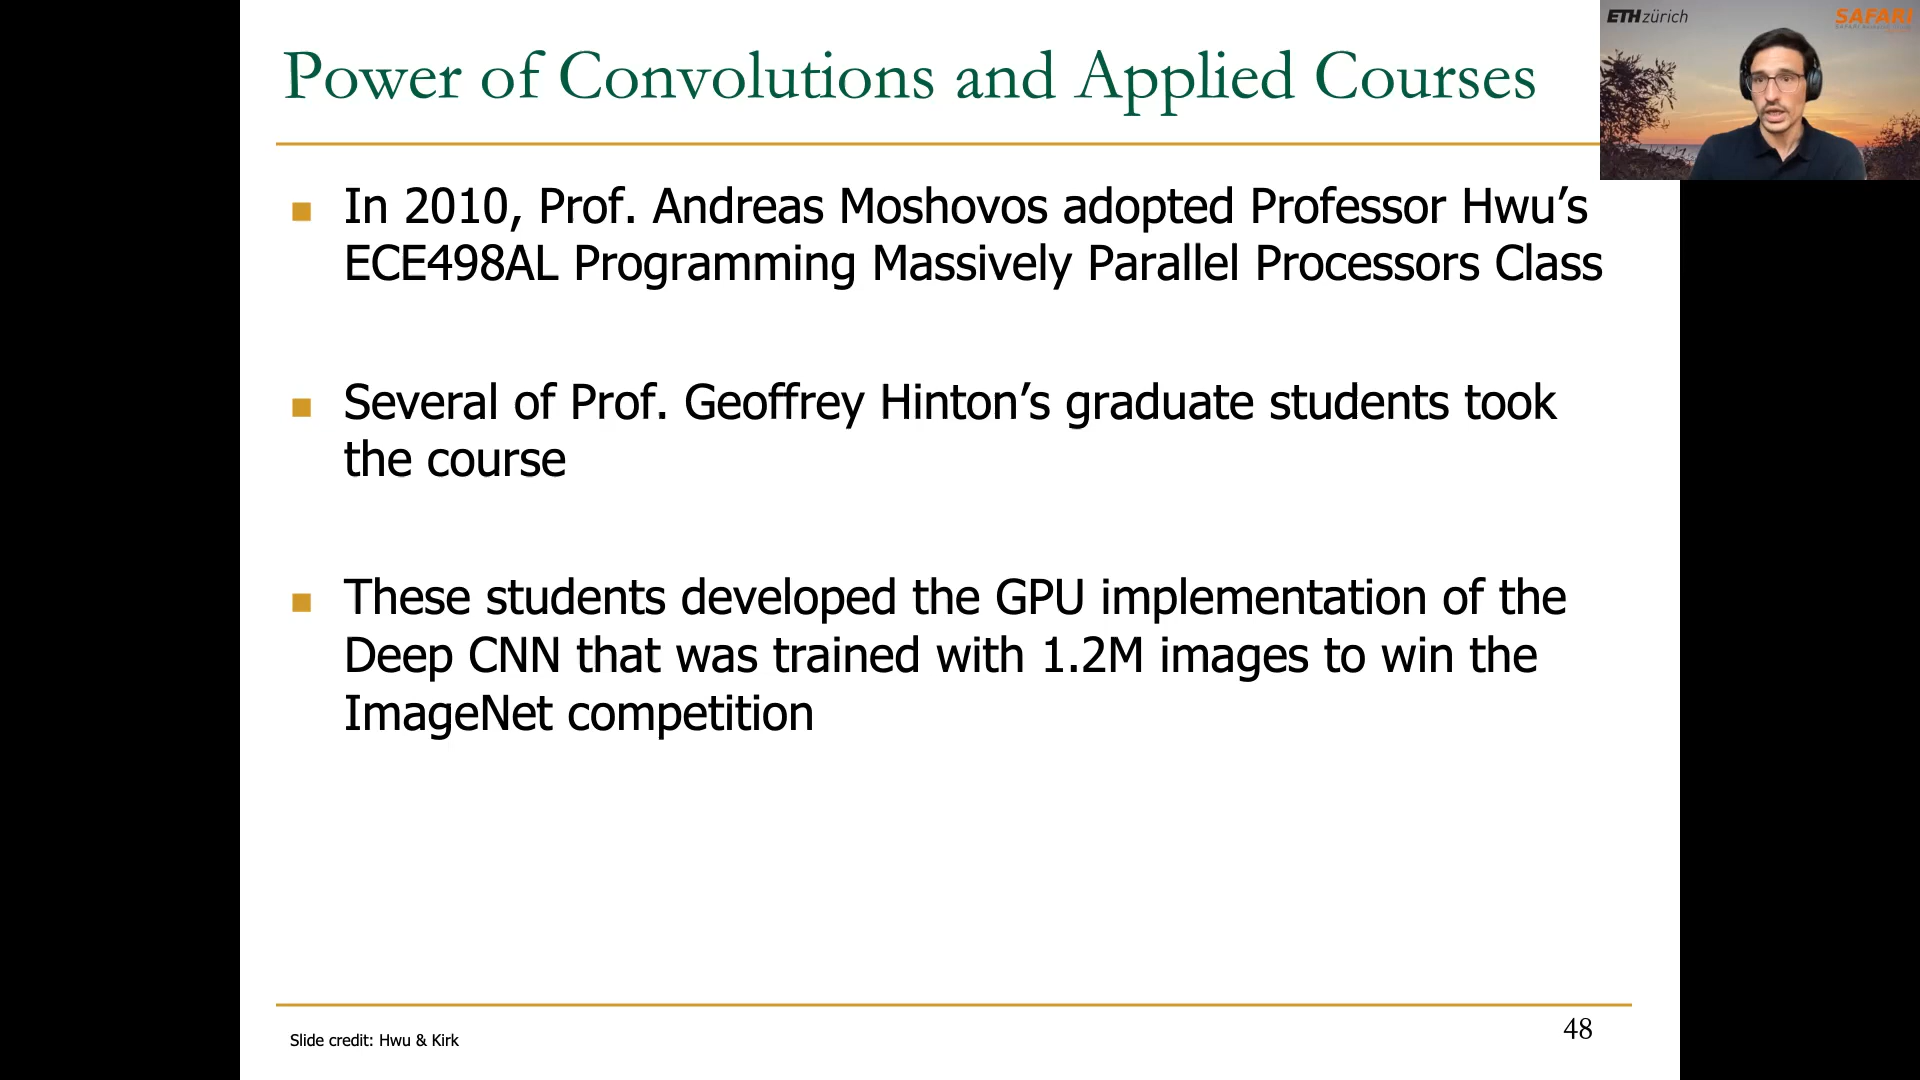 Power of Convolutions and Applied Courses
ETH zürich
SAFARI
In 2010, Prof. Andreas Moshovos adopted Professor Hwu’s
ECE498AL Programming Massively Parallel Processors Class
Several of Prof. Geoffrey Hinton’s graduate students took
the course
These students developed the GPU implementation of the
Deep CNN that was trained with 1.2M images to win the
ImageNet competition
Slide credit: Hwu & Kirk
48